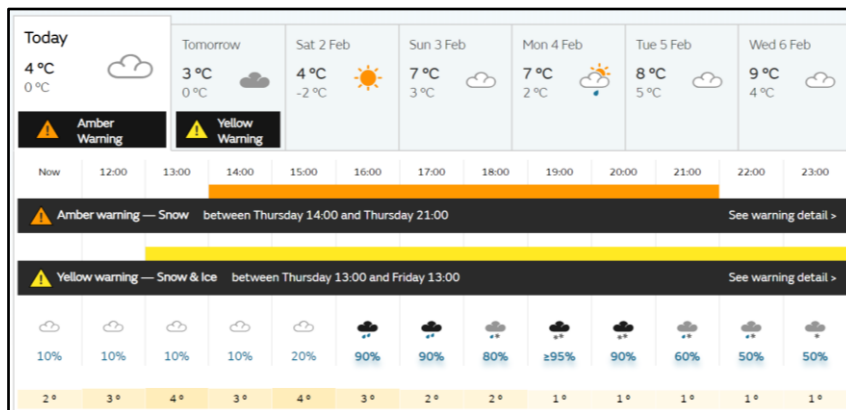 Today
4 °C
0 °C
Amber
Warning
Tomorrow
3 °C
0 °C
Yellow
Warning
Sat 2 Feb
4 °C
-2 °C
Sun 3 Feb
7 °C
3 °C
Mon 4 Feb
7 °C
2 °C
Tue 5 Feb
8 °C
5 °C
Wed 6 Feb
9 °C
4 °C
Now 12:00 13:00 14:00 15:00 16:00 17:00 18:00 19:00 20:00 21:00 22:00 23:00
Amber warning — Snow between Thursday 14:00 and Thursday 21:00 See warning detail >
Yellow warning — Snow & Ice between Thursday 13:00 and Friday 13:00 See warning detail >
10% 10% 10% 10% 20% 90% 90% 80% ≥95% 90% 60% 50% 50%
2° 3° 4° 3° 4° 3° 2° 2° 1° 1° 1° 1° 1°